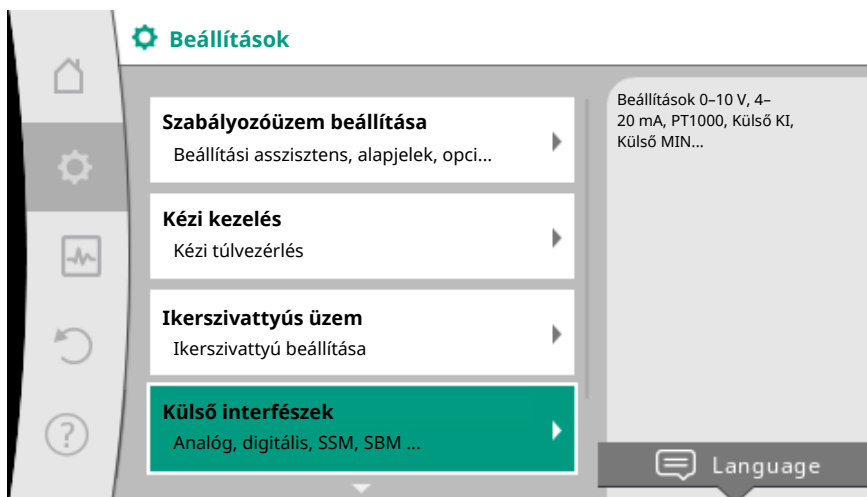 Beállítások
Szabályozóüzem beállítása
Beállítási asszisztens, alapjelek, opci...
Kézi kezelés
Kézi túlvezérlés
Ikerszivattyús üzem
Ikerszivattyú beállítása
Külső interfészek
Analóg, digitális, SSM, SBM ...
Beállítások 0–10 V, 4–
20 mA, PT1000, Külső KI,
Külső MIN...
Language